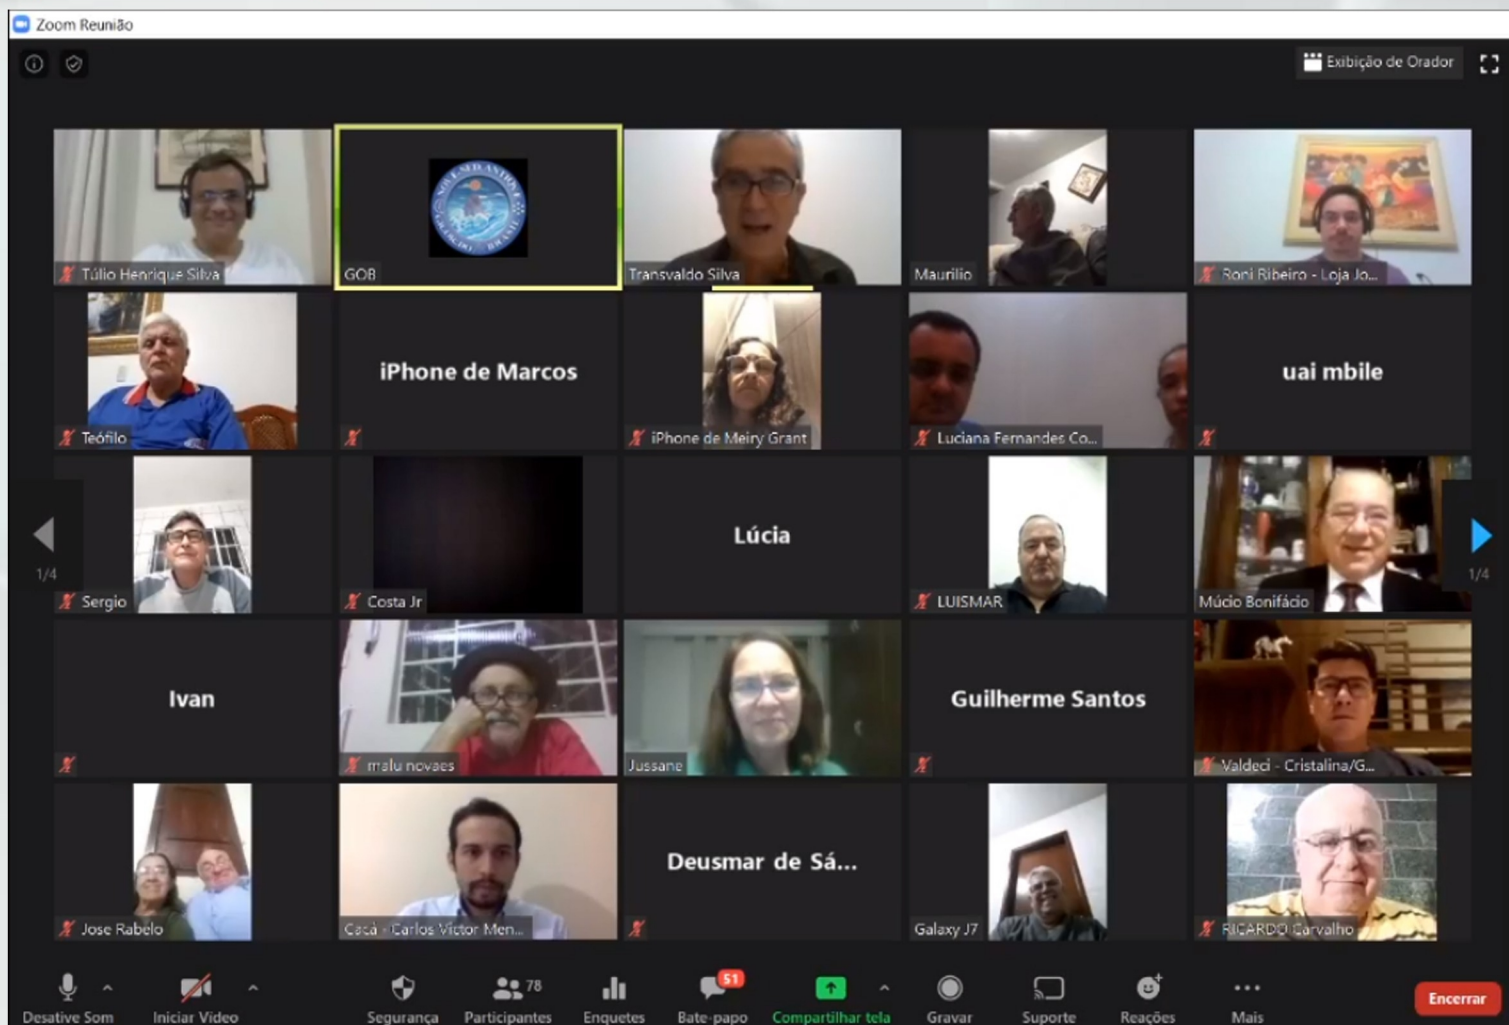 Zoom Reunião
Exibição de Orador
Túlio Henrique Silva
GOB
Transvaldo Silva
Maurilio
Roni Ribeiro - Loja Jo...
Teófilo
iPhone de Marcos
iPhone de Meiry Grant
Luciana Fernandes Co...
uai mbile
1/4
Sergio
Costa Jr
Lúcia
LUISMAR
Múcio Bonifácio
1/4
Ivan
malu novaes
Jussane
Guilherme Santos
Valdeci - Cristalina/G...
Jose Rabelo
Cacá - Carlos Victor Men...
Deusmar de Sá...
Galaxy J7
RICARDO Carvalho
78
51
Desative Som
Iniciar Vídeo
Segurança
Participantes
Enquetes
Bate-papo
Compartilhar tela
Gravar
Suporte
Reações
Mais
Encerrar